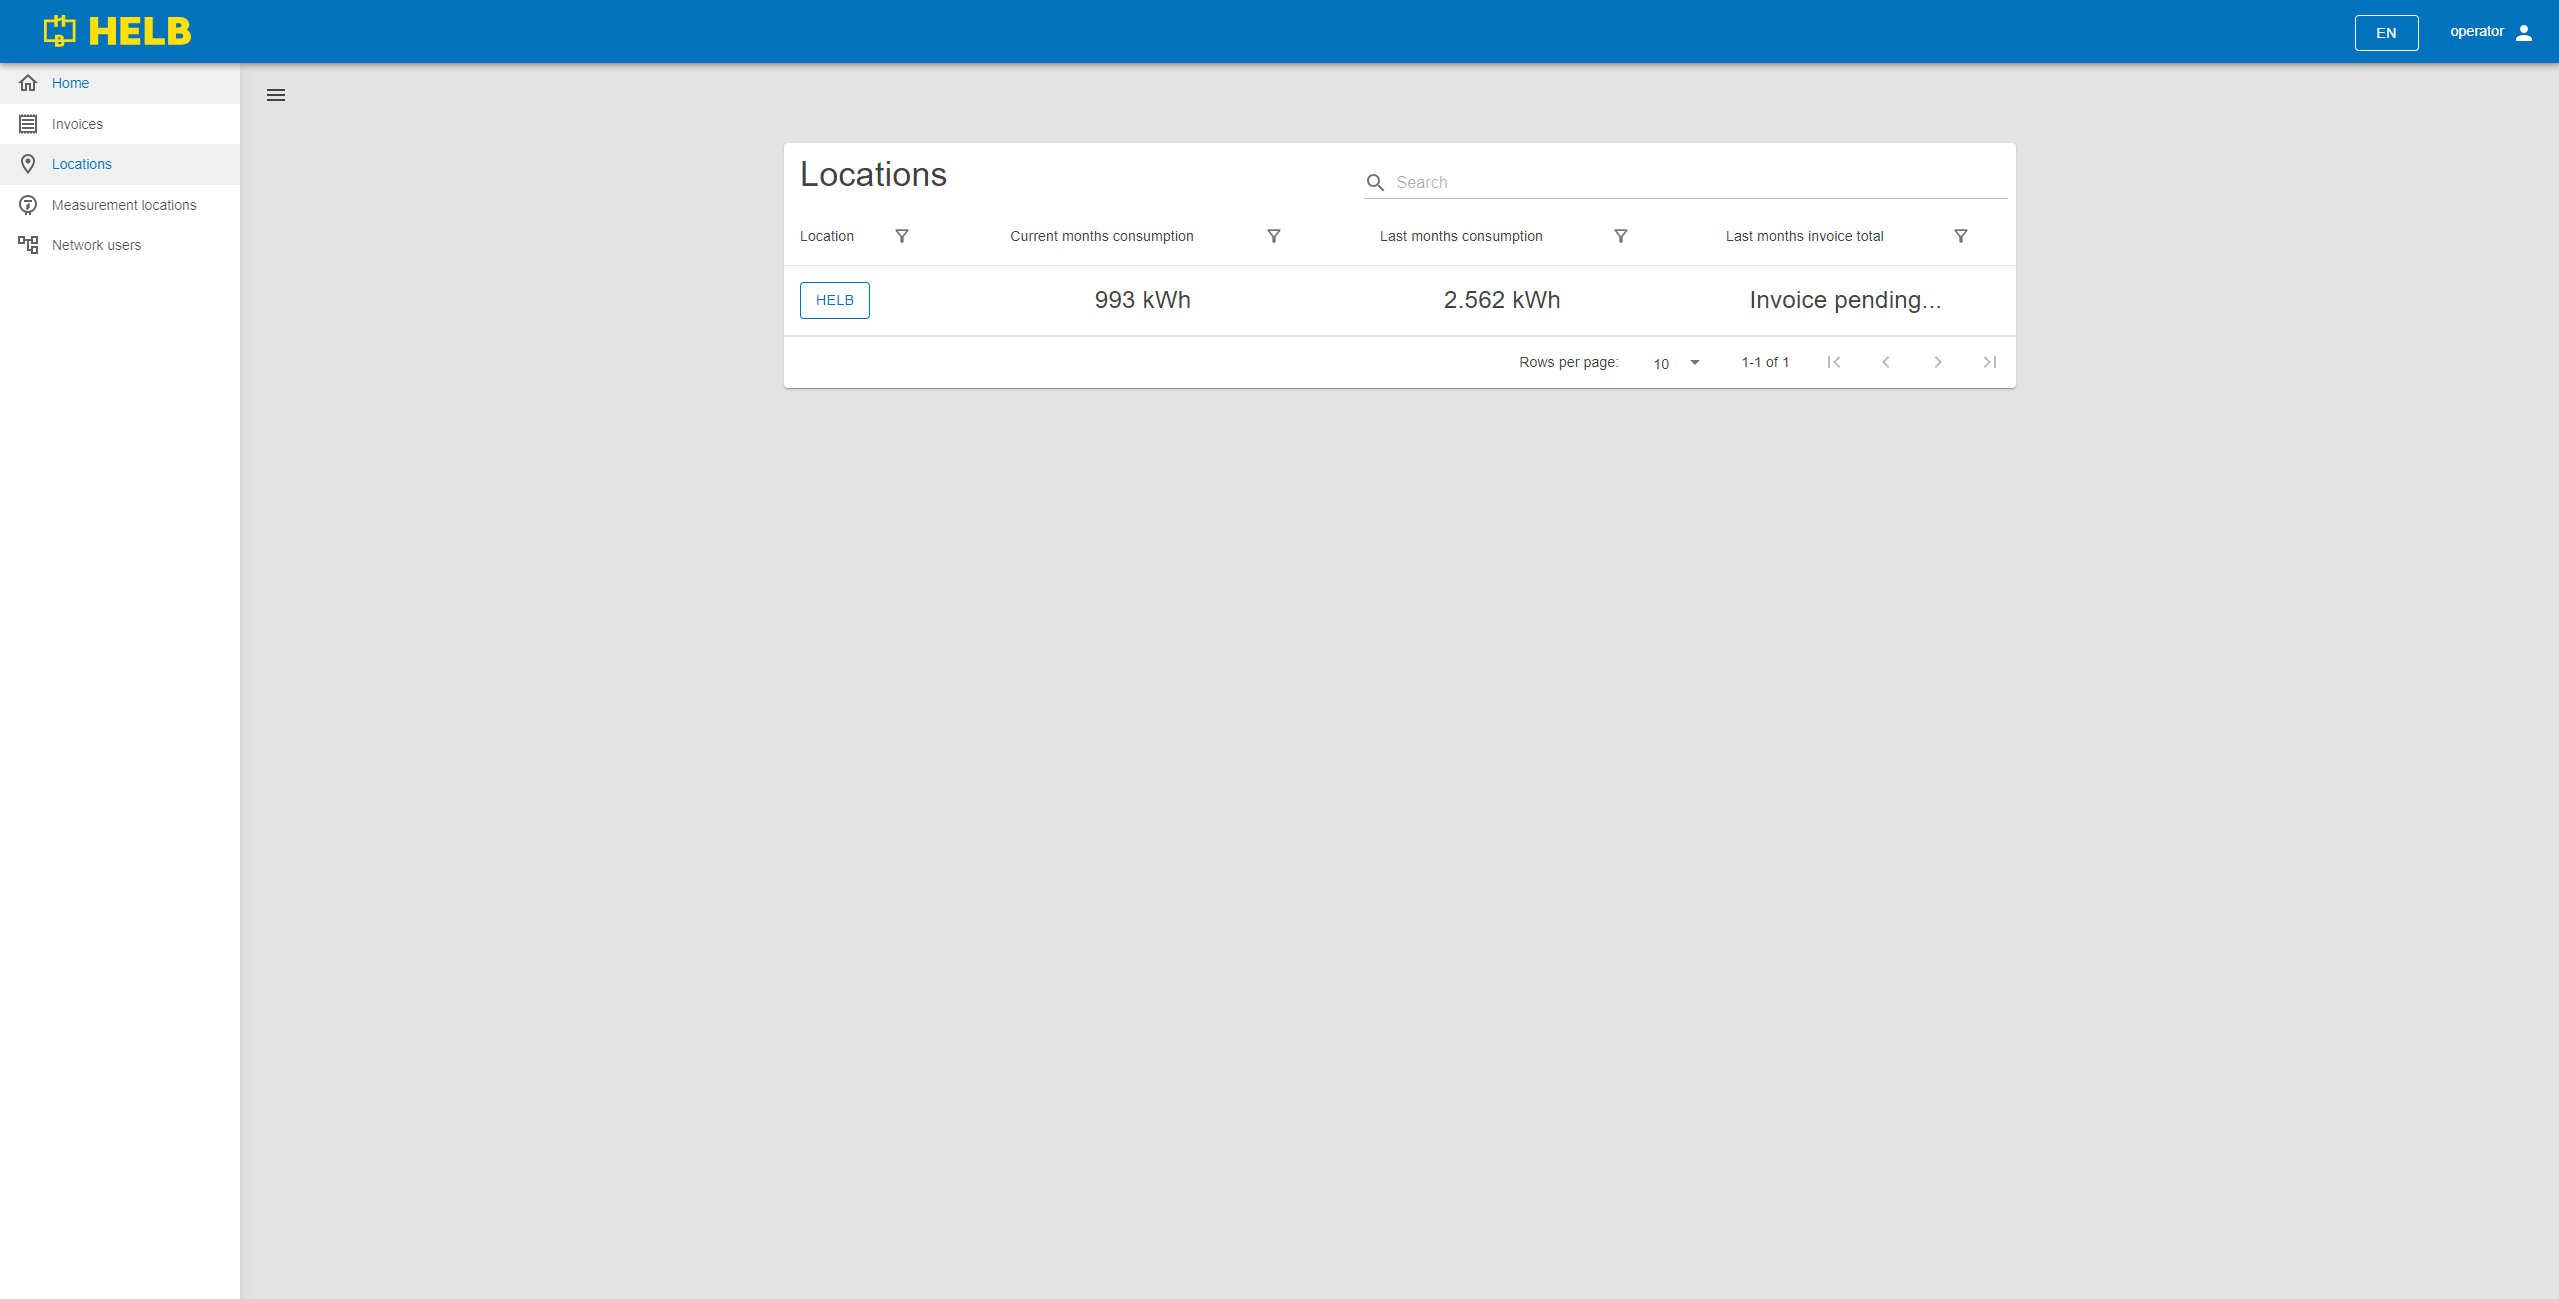 HELB
EN
operator
Home
Invoices
Locations
Measurement locations
Network users
Locations
Search
Location
Current months consumption
Last months consumption
Last months invoice total
HELB
993 kWh
2.562 kWh
Invoice pending...
Rows per page:
10
1-1 of 1